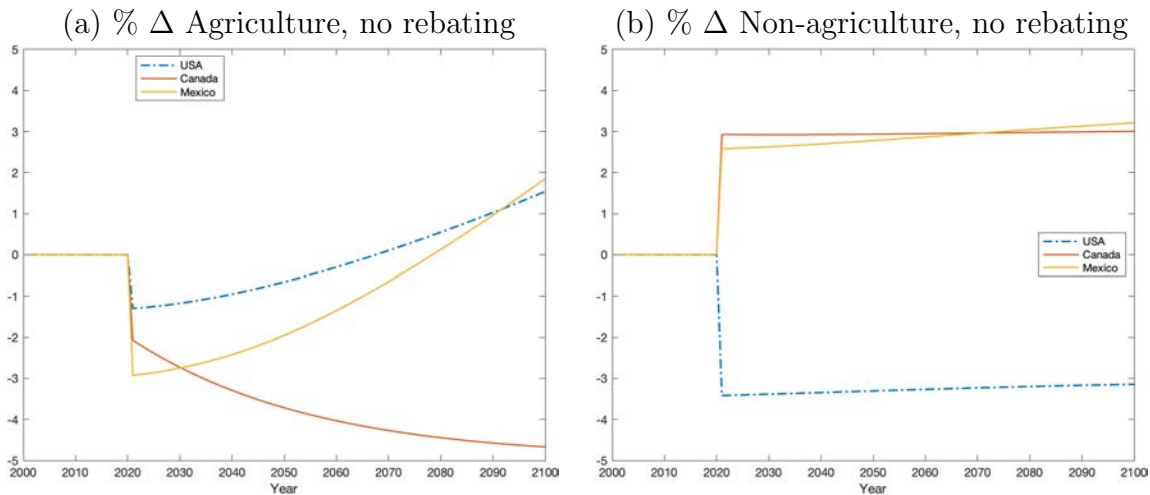 (a) % Δ Agriculture, no rebating
5
4
3
2
1
0
-1
-2
-3
-4
-5
USA
Canada
Mexico
2000 2010 2020 2030 2040 2050 2060 2070 2080 2090 2100
Year
(b) % Δ Non-agriculture, no rebating
5
4
3
2
1
0
-1
-2
-3
-4
-5
USA
Canada
Mexico
2000 2010 2020 2030 2040 2050 2060 2070 2080 2090 2100
Year